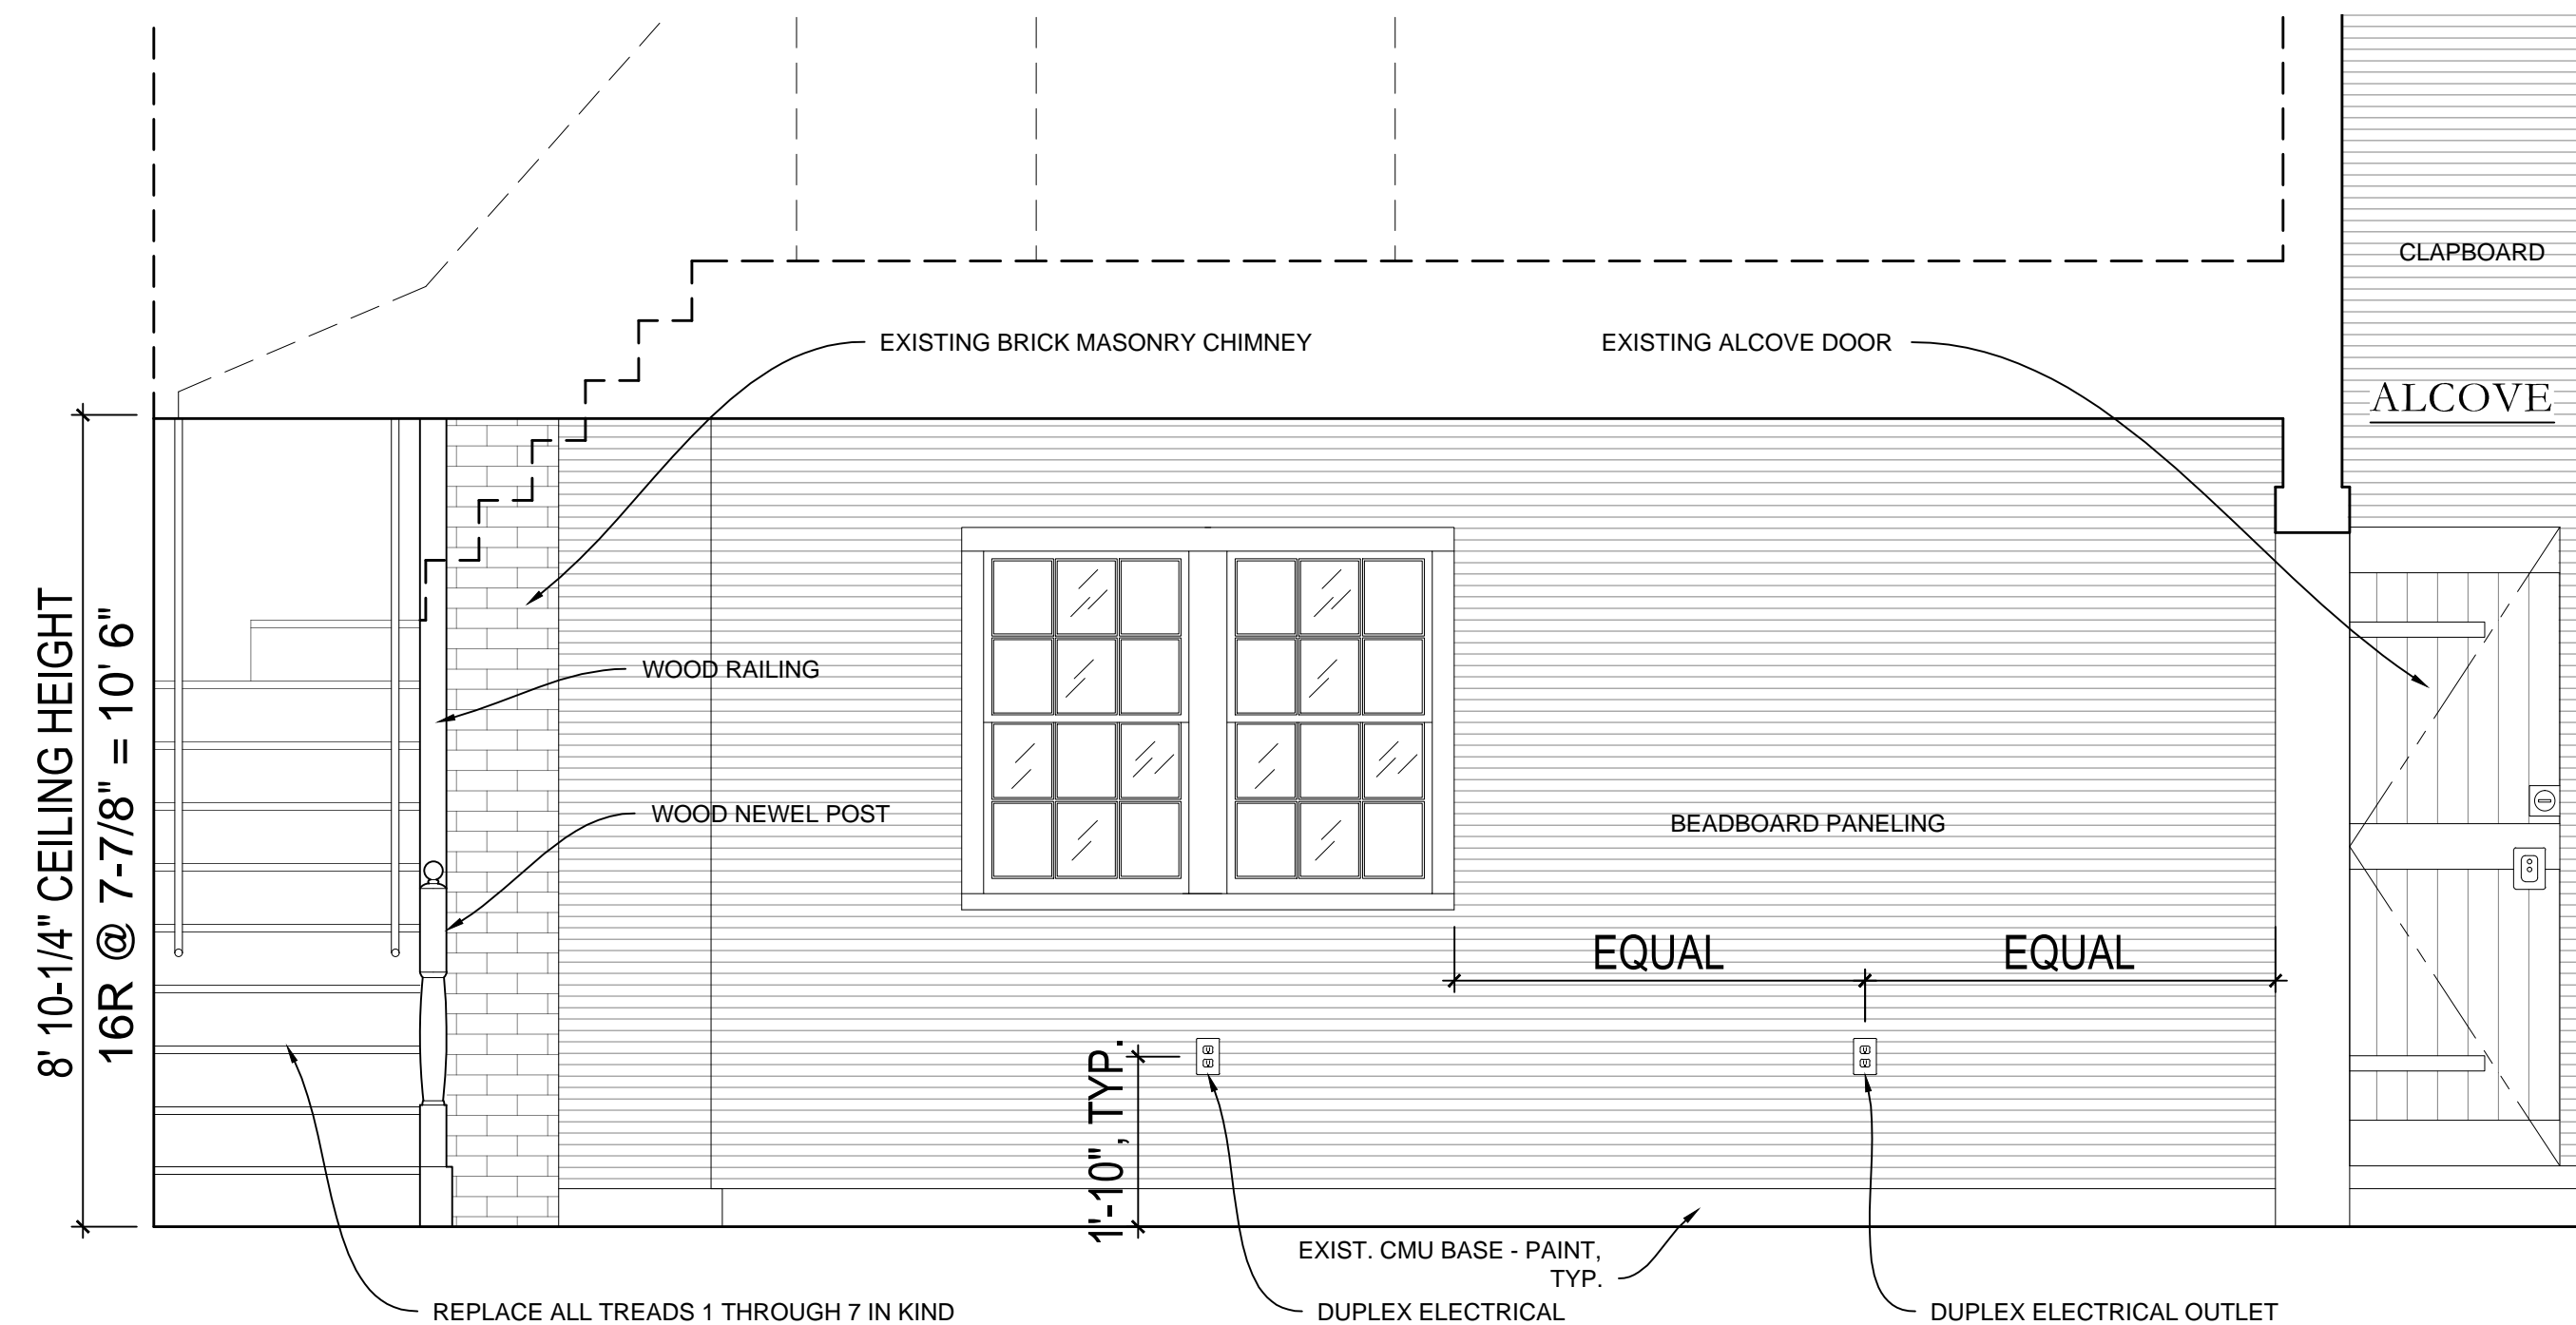 CLAPBOARD
EXISTING BRICK MASONRY CHIMNEY
EXISTING ALCOVE DOOR
ALCOVE
8' 10-1/4" CEILING HEIGHT
16R @ 7-7/8" = 10' 6"
WOOD RAILING
WOOD NEWEL POST
BEADBOARD PANELING
EQUAL
EQUAL
1'-10", TYP.
EXIST. CMU BASE - PAINT,
TYP.
REPLACE ALL TREADS 1 THROUGH 7 IN KIND
DUPLEX ELECTRICAL
DUPLEX ELECTRICAL OUTLET